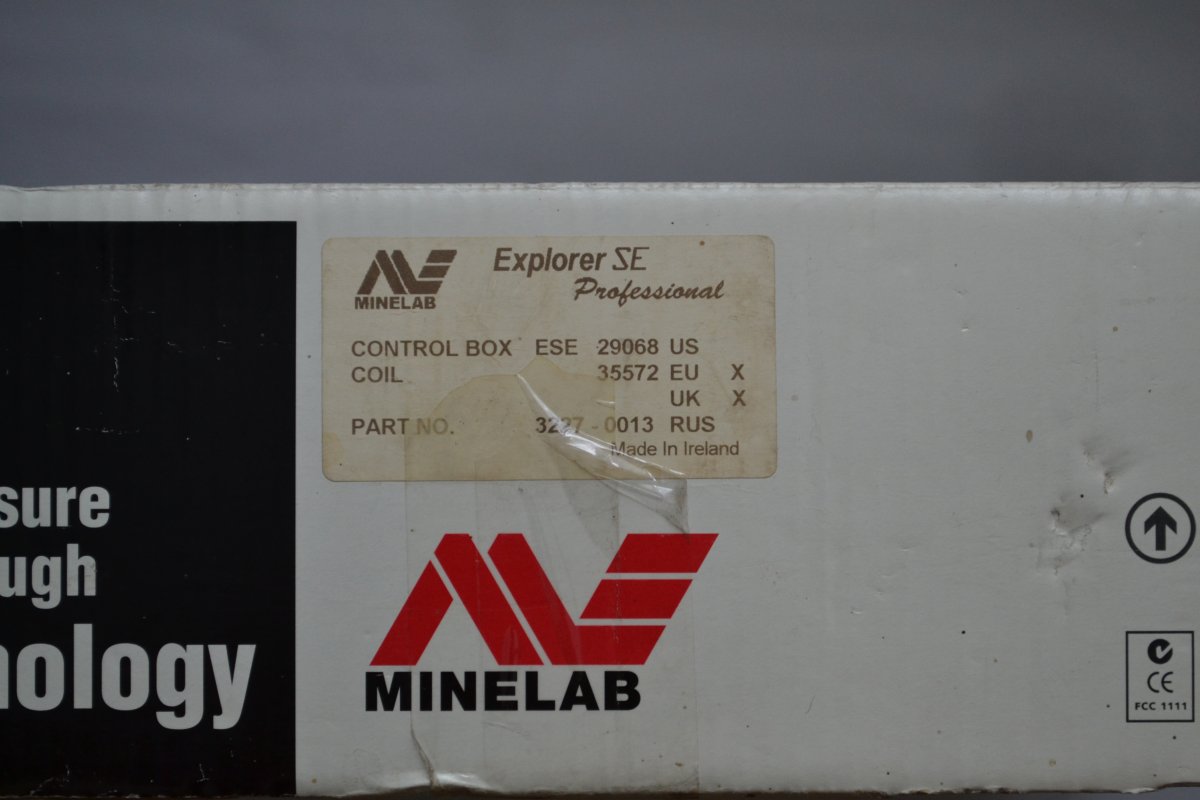 MINELAB
Explorer SE
Professional
CONTROL BOX ESE 29068 US
COIL 35572 EU X
UK X
PART NO. 3227-0013 RUS
Made In Ireland
sure
ugh
nology
MINELAB
CE
FCC 1111